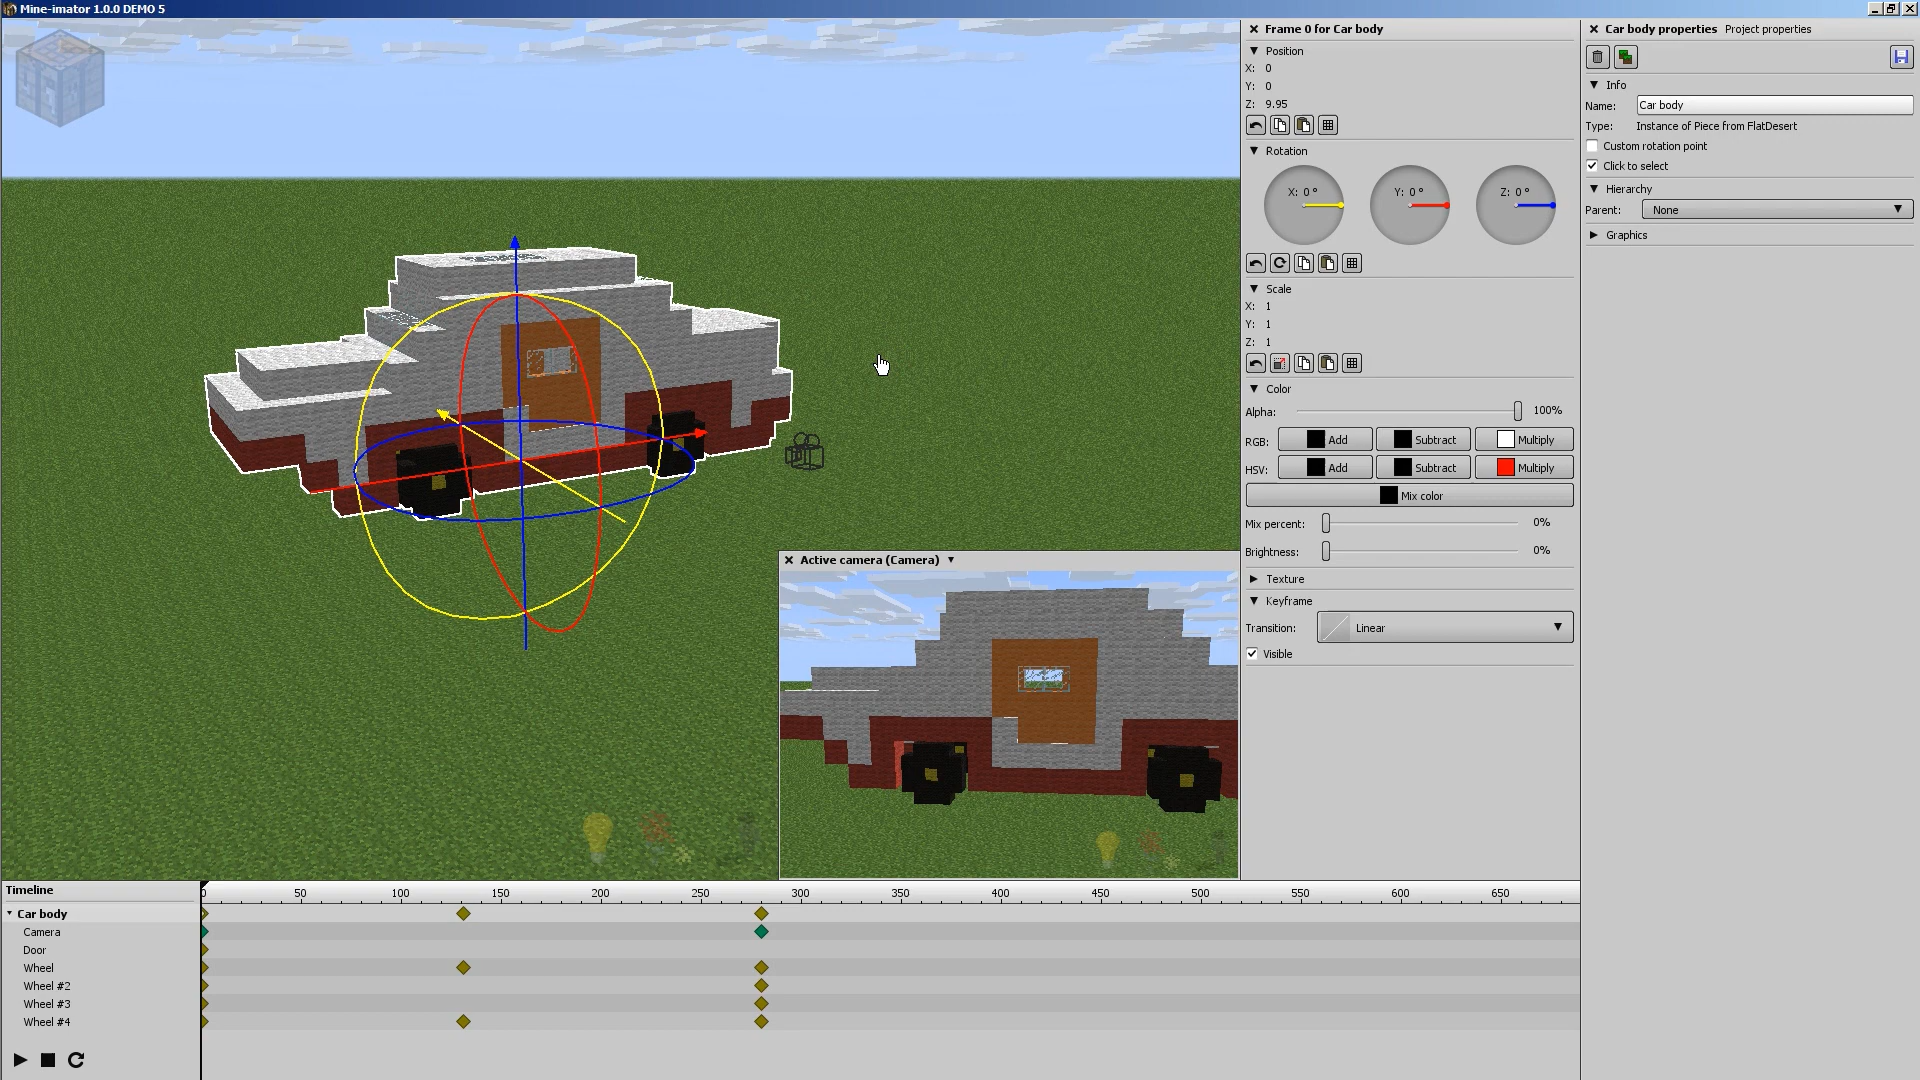 Mine-imator 1.0.0 DEMO 5
Frame 0 for Car body
Position
X: 0
Y: 0
Z: 9.95
Rotation
X: 0 °
Y: 0 °
Z: 0 °
Scale
X: 1
Y: 1
Z: 1
Color
Alpha: 100%
RGB: Add Subtract Multiply
HSV: Add Subtract Multiply
Mix color
Mix percent: 0%
Brightness: 0%
Texture
Keyframe
Transition: Linear
Visible
Car body properties Project properties
Info
Name: Car body
Type: Instance of Piece from FlatDesert
Custom rotation point
Click to select
Hierarchy
Parent: None
Graphics
Active camera (Camera)
Timeline
0 50 100 150 200 250 300 350 400 450 500 550 600 650
Car body
Camera
Door
Wheel
Wheel #2
Wheel #3
Wheel #4